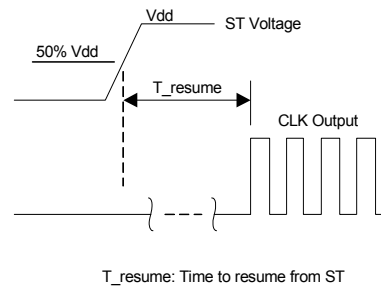 Vdd
ST Voltage
50% Vdd
T_resume
CLK Output
T_resume: Time to resume from ST